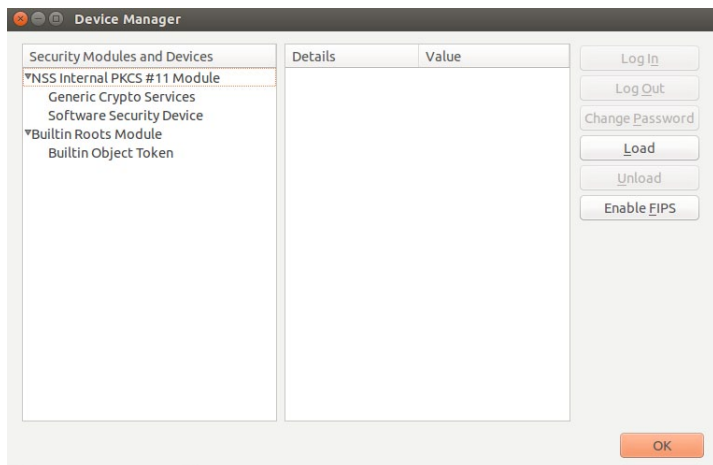 Device Manager
Security Modules and Devices
Details Value
NSS Internal PKCS #11 Module
Generic Crypto Services
Software Security Device
Builtin Roots Module
Builtin Object Token
Log In
Log Out
Change Password
Load
Unload
Enable FIPS
OK